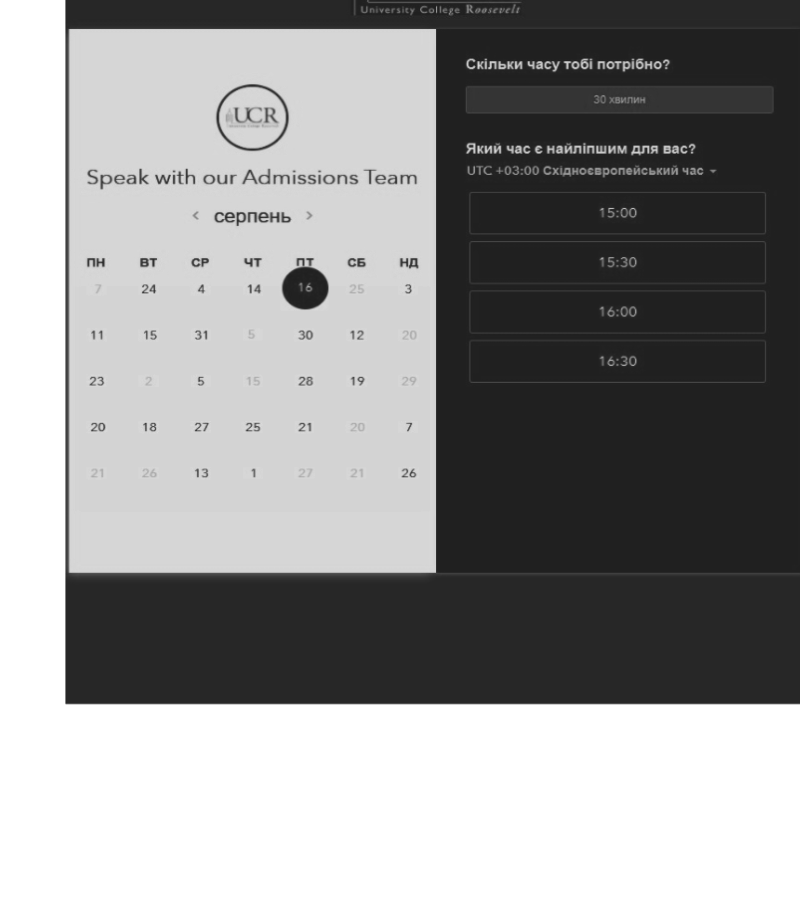 University College Roosevelt
UCR
Speak with our Admissions Team
< серпень >
ПН ВТ СР ЧТ ПТ СБ НД
7 24 4 14 16 25 3
11 15 31 5 30 12 20
23 2 5 15 28 19 29
20 18 27 25 21 20 7
21 26 13 1 27 21 26
Скільки часу тобі потрібно?
30 хвилин
Який час є найліпшим для вас?
UTC +03:00 Східноєвропейський час
15:00
15:30
16:00
16:30